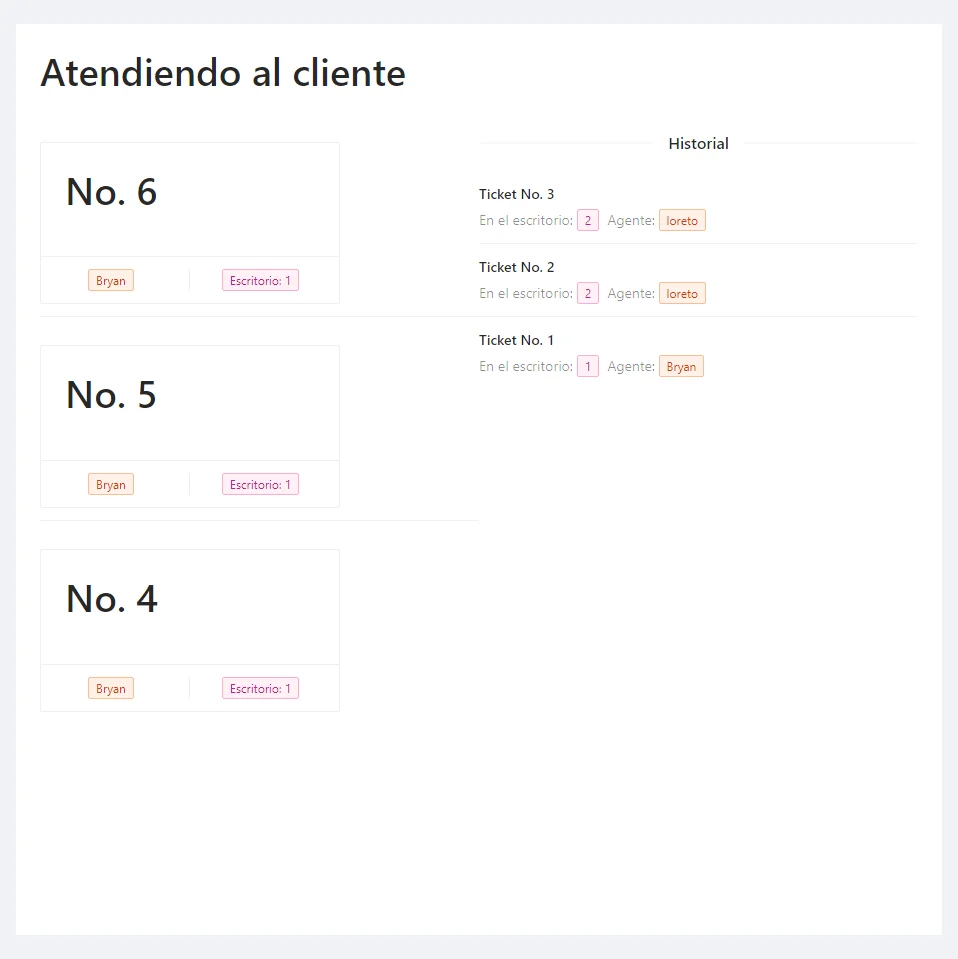 Atendiendo al cliente
No. 6
Bryan
Escritorio: 1
No. 5
Bryan
Escritorio: 1
No. 4
Bryan
Escritorio: 1
Historial
Ticket No. 3
En el escritorio: 2 Agente: loreto
Ticket No. 2
En el escritorio: 2 Agente: loreto
Ticket No. 1
En el escritorio: 1 Agente: Bryan